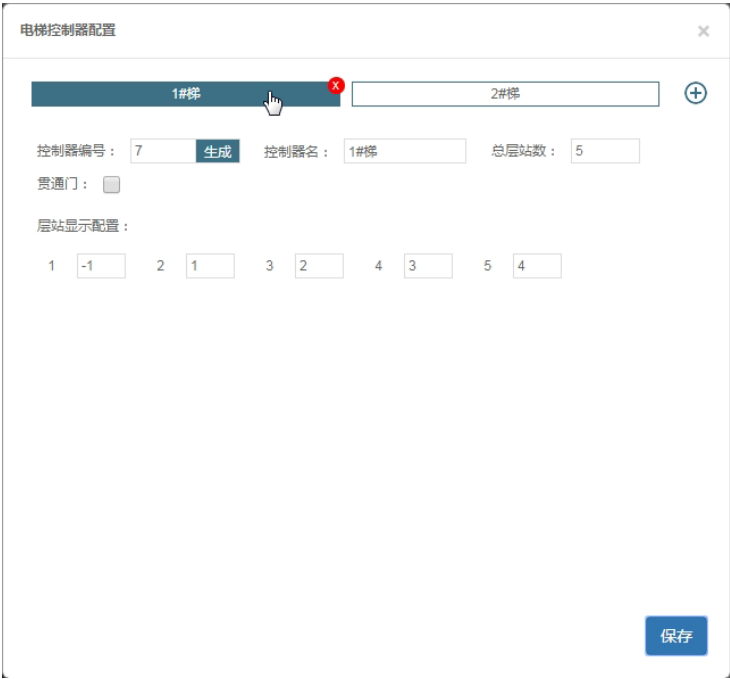 电梯控制器配置 ×
1#梯 X 2#梯
控制器编号： 7 生成 控制器名： 1#梯 总层站数： 5
贯通门：
层站显示配置：
1 -1 2 1 3 2 4 3 5 4
保存